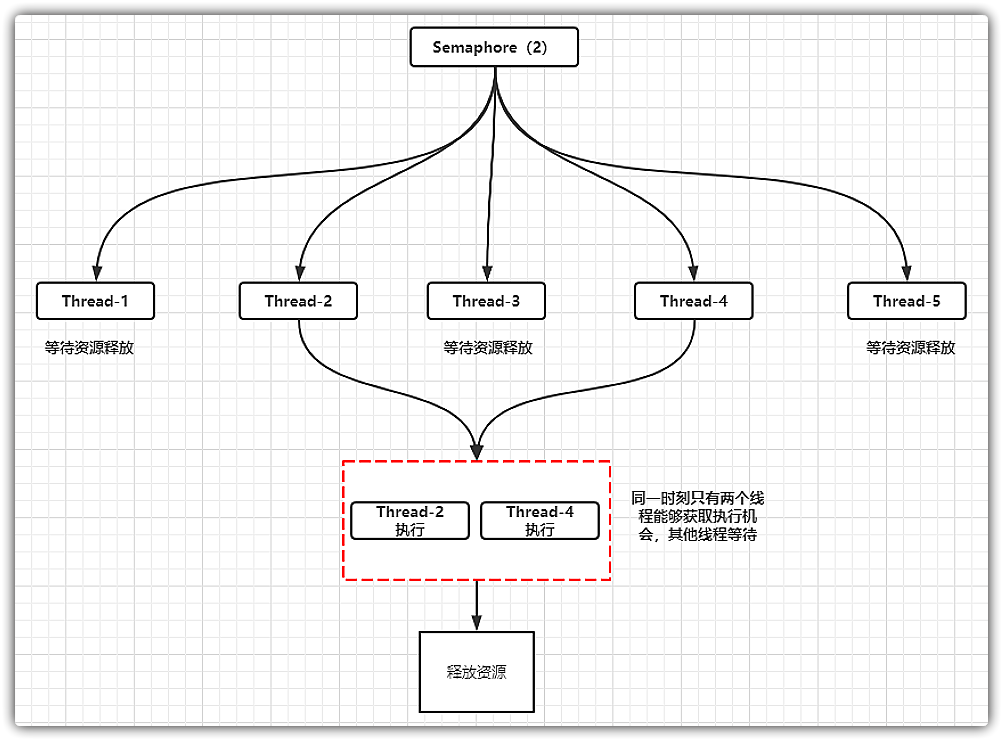 Semaphore（2）
Thread-1
Thread-2
Thread-3
Thread-4
Thread-5
等待资源释放
等待资源释放
等待资源释放
Thread-2
执行
Thread-4
执行
同一时刻只有两个线
程能够获取执行机
会，其他线程等待
释放资源